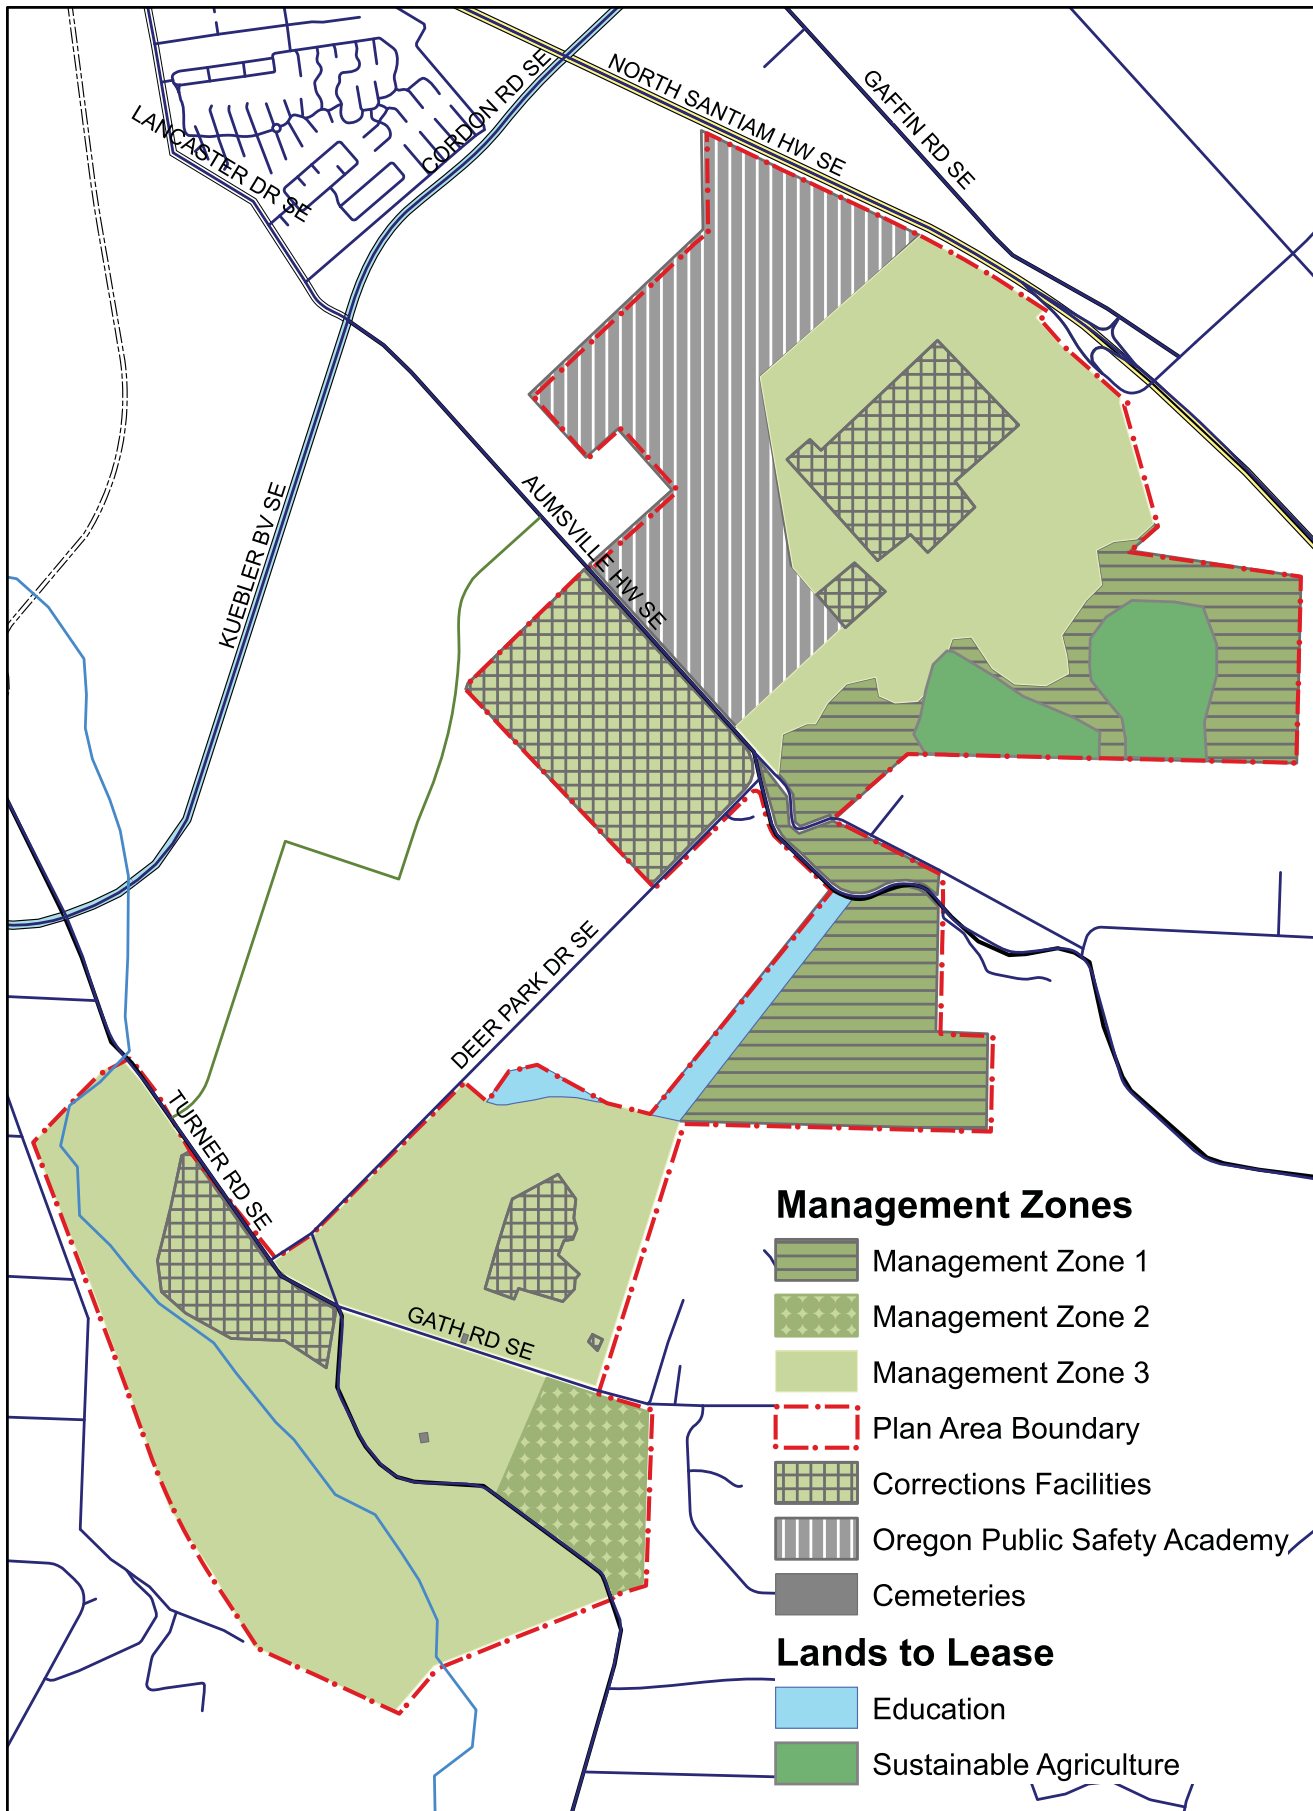 NORTH SANTIAM HW SE
GAFFIN RD SE
CORDON RD SE
LANCASTER DR SE
AUMSVILLE HW SE
KUEBLER BV SE
DEER PARK DR SE
TURNER RD SE
GATH RD SE
Management Zones
Management Zone 1
Management Zone 2
Management Zone 3
Plan Area Boundary
Corrections Facilities
Oregon Public Safety Academy
Cemeteries
Lands to Lease
Education
Sustainable Agriculture